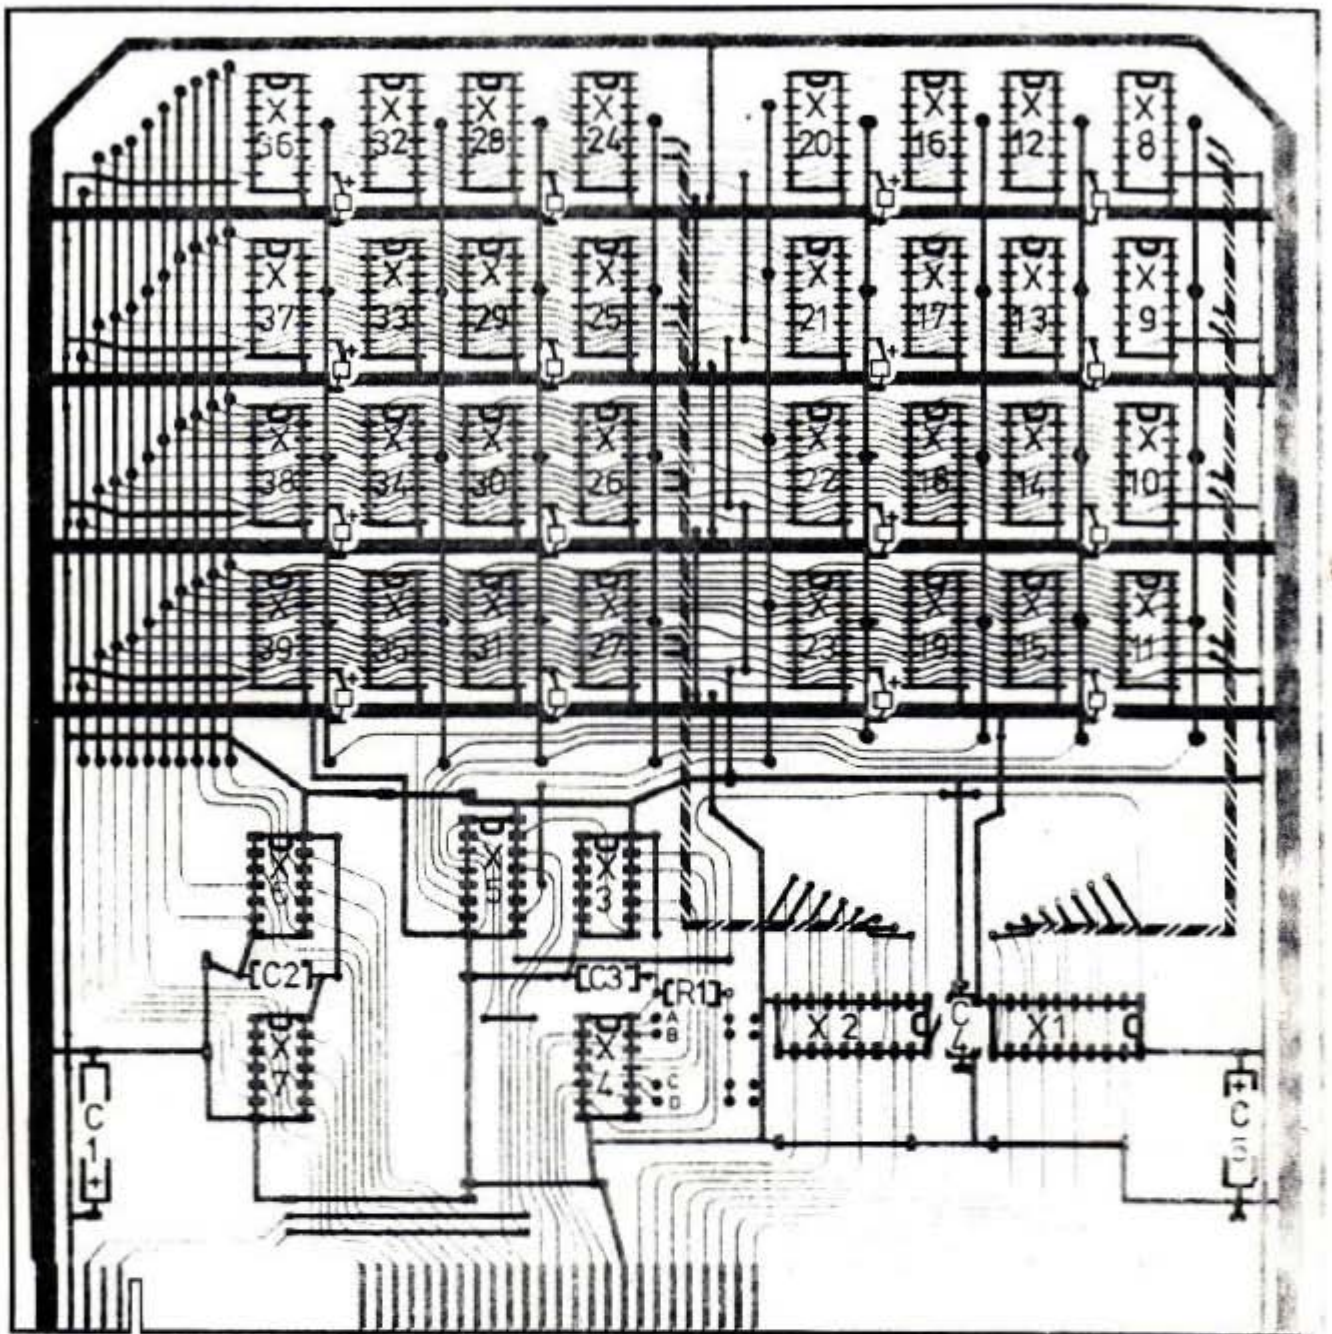 X 36 X 32 X 28 X 24 X 20 X 16 X 12 X 8
+ +
X 37 X 33 X 29 X 25 X 21 X 17 X 13 X 9
+ +
X 38 X 34 X 30 X 26 X 22 X 18 X 14 X 10
+ +
X 39 X 35 X 31 X 27 X 23 X 19 X 15 X 11
+ +
X 6 X 5 X 3
C2 C3 R1
A
B
X 7 X 4 X 2 C 4 X 1
C
D
C 1 +
+ C